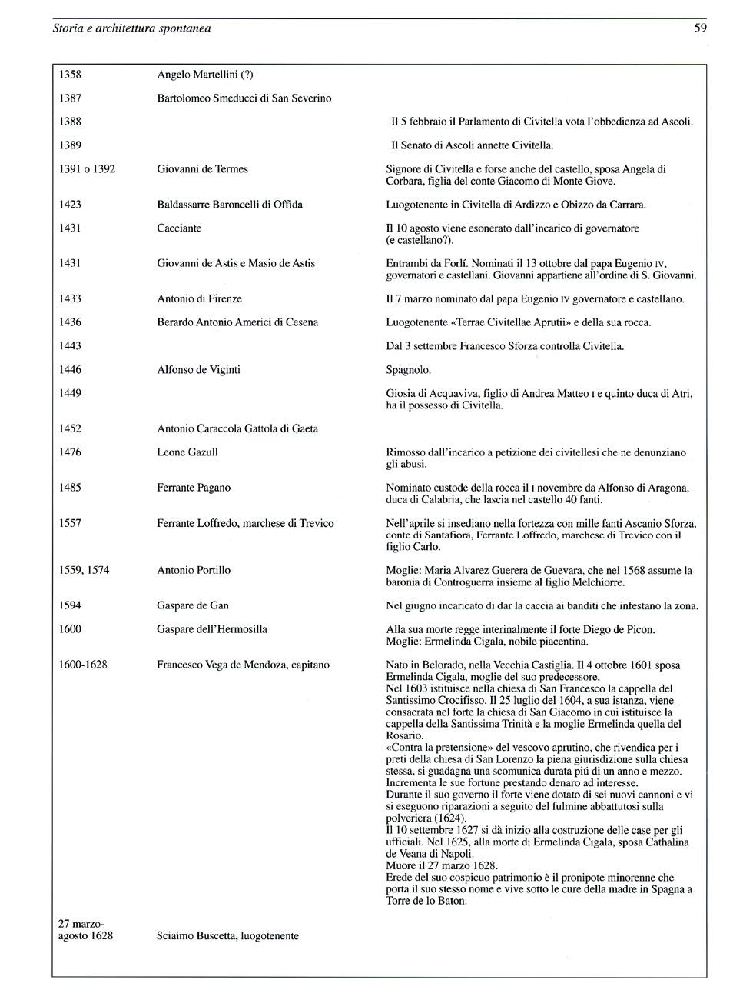 Storia e architettura spontanea 59
1358 Angelo Martellini (?)
1387 Bartolomeo Smeducci di San Severino
1388 Il 5 febbraio il Parlamento di Civitella vota l'obbedienza ad Ascoli.
1389 Il Senato di Ascoli annette Civitella.
1391 o 1392 Giovanni de Termes Signore di Civitella e forse anche del castello, sposa Angela di
Corbara, figlia del conte Giacomo di Monte Giove.
1423 Baldassarre Baroncelli di Offida Luogotenente in Civitella di Ardizzo e Obizzo da Carrara.
1431 Cacciante Il 10 agosto viene esonerato dall'incarico di governatore
(e castellano?).
1431 Giovanni de Astis e Masio de Astis Entrambi da Forlí. Nominati il 13 ottobre dal papa Eugenio IV,
governatori e castellani. Giovanni appartiene all'ordine di S. Giovanni.
1433 Antonio di Firenze Il 7 marzo nominato dal papa Eugenio IV governatore e castellano.
1436 Berardo Antonio Americi di Cesena Luogotenente «Terrae Civitellae Aprutii» e della sua rocca.
1443 Dal 3 settembre Francesco Sforza controlla Civitella.
1446 Alfonso de Viginti Spagnolo.
1449 Giosia di Acquaviva, figlio di Andrea Matteo I e quinto duca di Atri,
ha il possesso di Civitella.
1452 Antonio Caraccola Gattola di Gaeta
1476 Leone Gazull Rimosso dall'incarico a petizione dei civitellesi che ne denunziano
gli abusi.
1485 Ferrante Pagano Nominato custode della rocca il I novembre da Alfonso di Aragona,
duca di Calabria, che lascia nel castello 40 fanti.
1557 Ferrante Loffredo, marchese di Trevico Nell'aprile si insediano nella fortezza con mille fanti Ascanio Sforza,
conte di Santafiora, Ferrante Loffredo, marchese di Trevico con il
figlio Carlo.
1559, 1574 Antonio Portillo Moglie: Maria Alvarez Guerera de Guevara, che nel 1568 assume la
baronia di Controguerra insieme al figlio Melchiorre.
1594 Gaspare de Gan Nel giugno incaricato di dar la caccia ai banditi che infestano la zona.
1600 Gaspare dell'Hermosilla Alla sua morte regge interinalmente il forte Diego de Picon.
Moglie: Ermelinda Cigala, nobile piacentina.
1600-1628 Francesco Vega de Mendoza, capitano Nato in Belorado, nella Vecchia Castiglia. Il 4 ottobre 1601 sposa
Ermelinda Cigala, moglie del suo predecessore.
Nel 1603 istituisce nella chiesa di San Francesco la cappella del
Santissimo Crocifisso. Il 25 luglio del 1604, a sua istanza, viene
consacrata nel forte la chiesa di San Giacomo in cui istituisce la
cappella della Santissima Trinità e la moglie Ermelinda quella del
Rosario.
«Contra la pretensione» del vescovo aprutino, che rivendica per i
preti della chiesa di San Lorenzo la piena giurisdizione sulla chiesa
stessa, si guadagna una scomunica durata piú di un anno e mezzo.
Incrementa le sue fortune prestando denaro ad interesse.
Durante il suo governo il forte viene dotato di sei nuovi cannoni e vi
si eseguono riparazioni a seguito del fulmine abbattutosi sulla
polveriera (1624).
Il 10 settembre 1627 si dà inizio alla costruzione delle case per gli
ufficiali. Nel 1625, alla morte di Ermelinda Cigala, sposa Cathalina
de Veana di Napoli.
Muore il 27 marzo 1628.
Erede del suo cospicuo patrimonio è il pronipote minorenne che
porta il suo stesso nome e vive sotto le cure della madre in Spagna a
Torre de lo Baton.
27 marzo-
agosto 1628 Sciaimo Buscetta, luogotenente